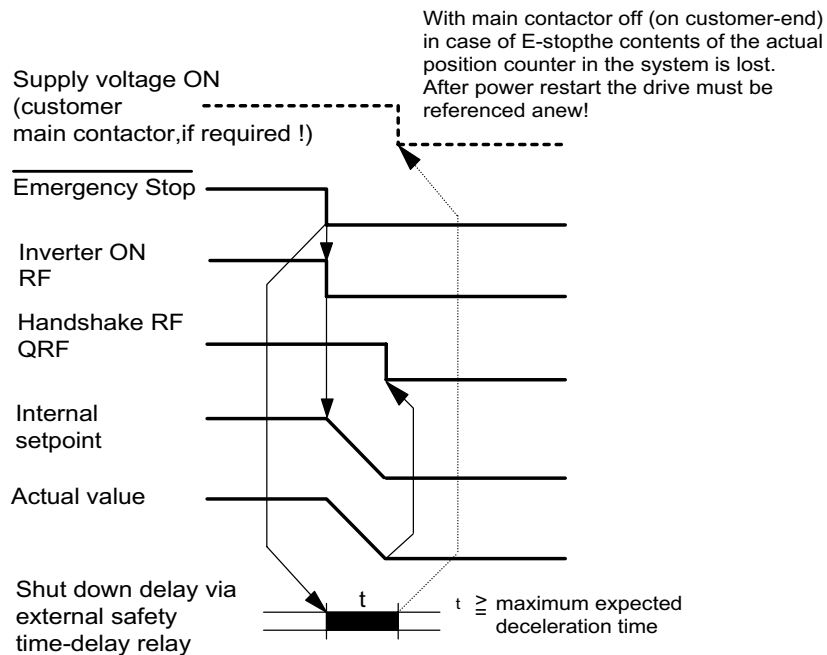 With main contactor off (on customer-end)
in case of E-stopthe contents of the actual
position counter in the system is lost.
After power restart the drive must be
referenced anew!
Supply voltage ON
(customer
main contactor,if required !)
Emergency Stop
Inverter ON
RF
Handshake RF
QRF
Internal
setpoint
Actual value
Shut down delay via
external safety
time-delay relay
t
t ≧ maximum expected
deceleration time